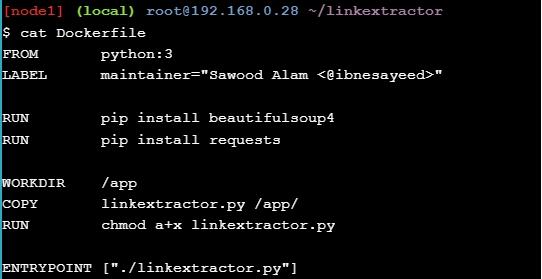 [node1] (local) root@192.168.0.28 ~/linkextractor
$ cat Dockerfile
FROM       python:3
LABEL      maintainer="Sawood Alam <@ibnesayeed>"
RUN        pip install beautifulsoup4
RUN        pip install requests
WORKDIR    /app
COPY       linkextractor.py /app/
RUN        chmod a+x linkextractor.py
ENTRYPOINT ["./linkextractor.py"]